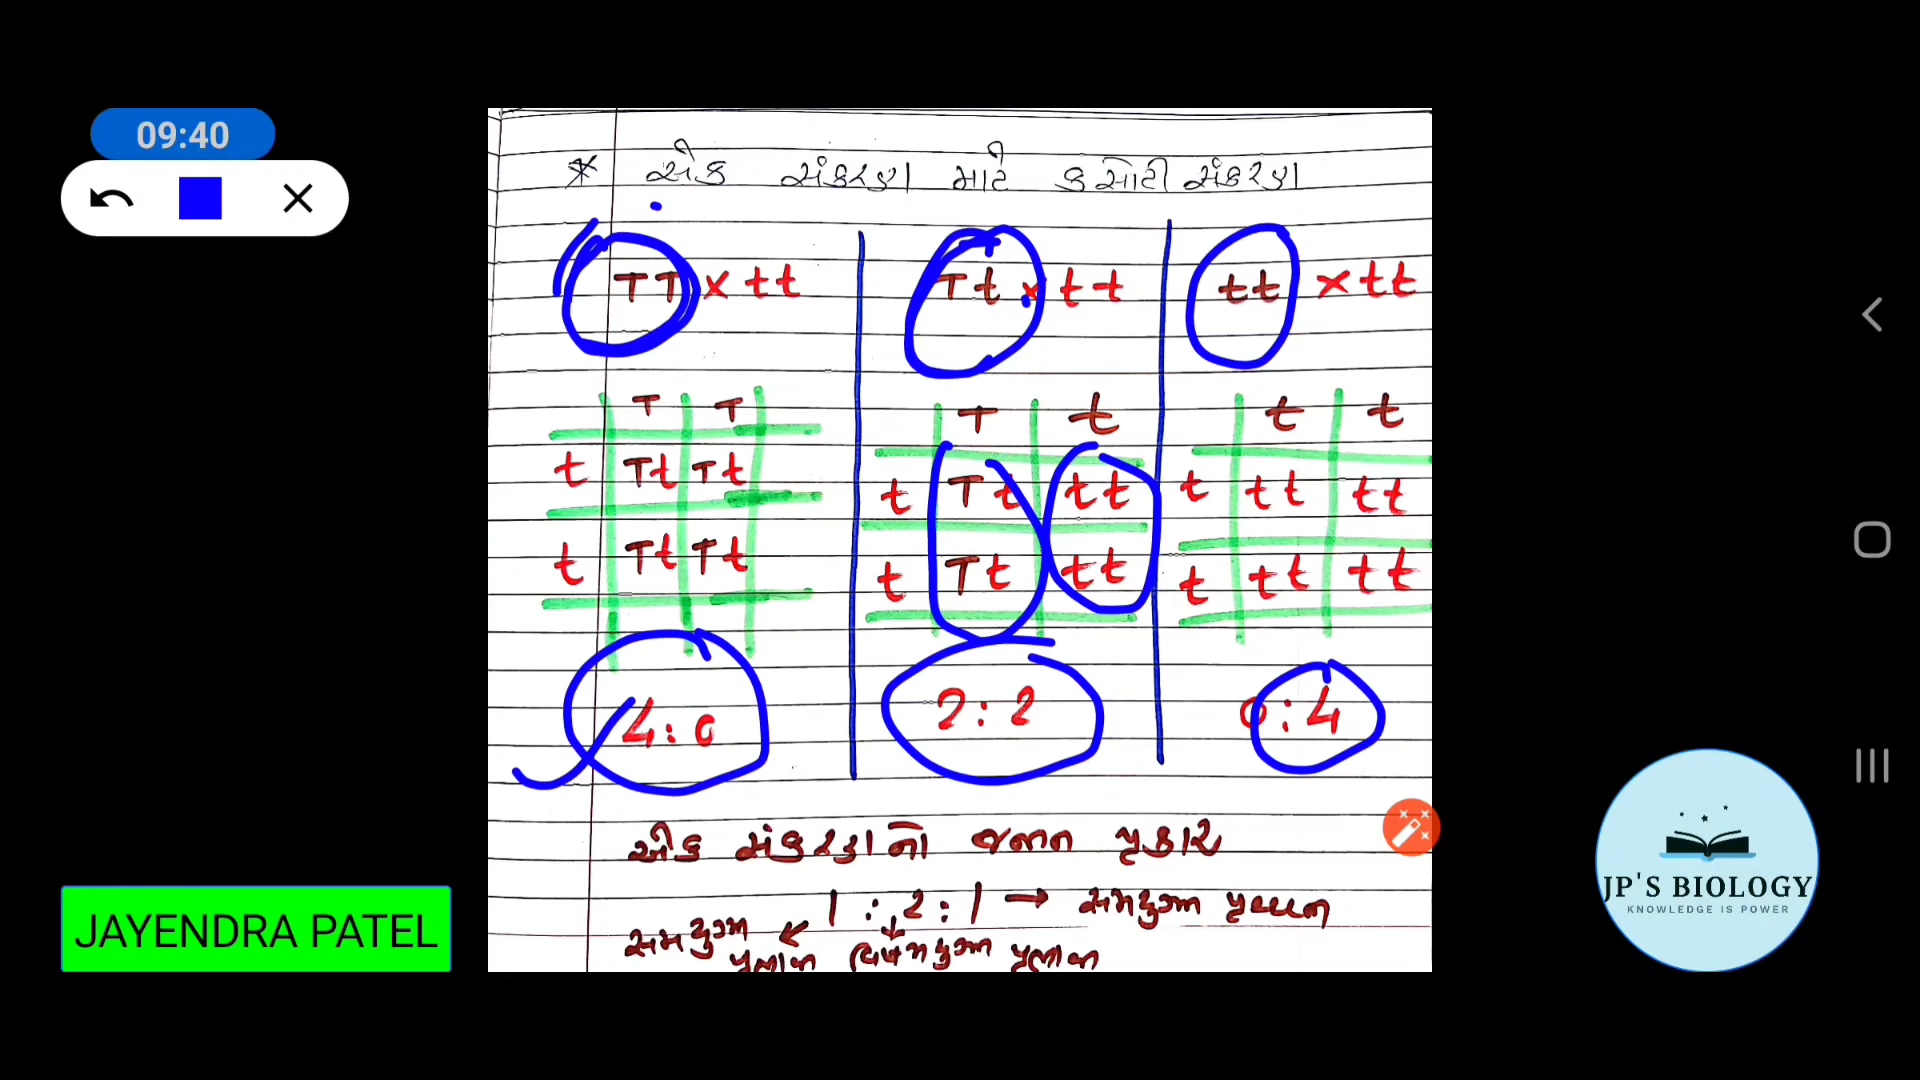 09:40
* એક સંકરણ માટે કસોટી સંકરણ
TT x tt
Tt x tt
tt x tt
T T
t Tt Tt
t Tt Tt
T t
t Tt tt
t Tt tt
t t
t tt tt
t tt tt
4:0
2:2
0:4
એક સંકરણનો જનન પ્રકાર
1 : 2 : 1 → સમયુગ્મ પ્રચ્છન્ન
સમયુગ્મ ← ↓
પ્રભાવી વિષમયુગ્મ પ્રભાવી
JAYENDRA PATEL
JP'S BIOLOGY
KNOWLEDGE IS POWER